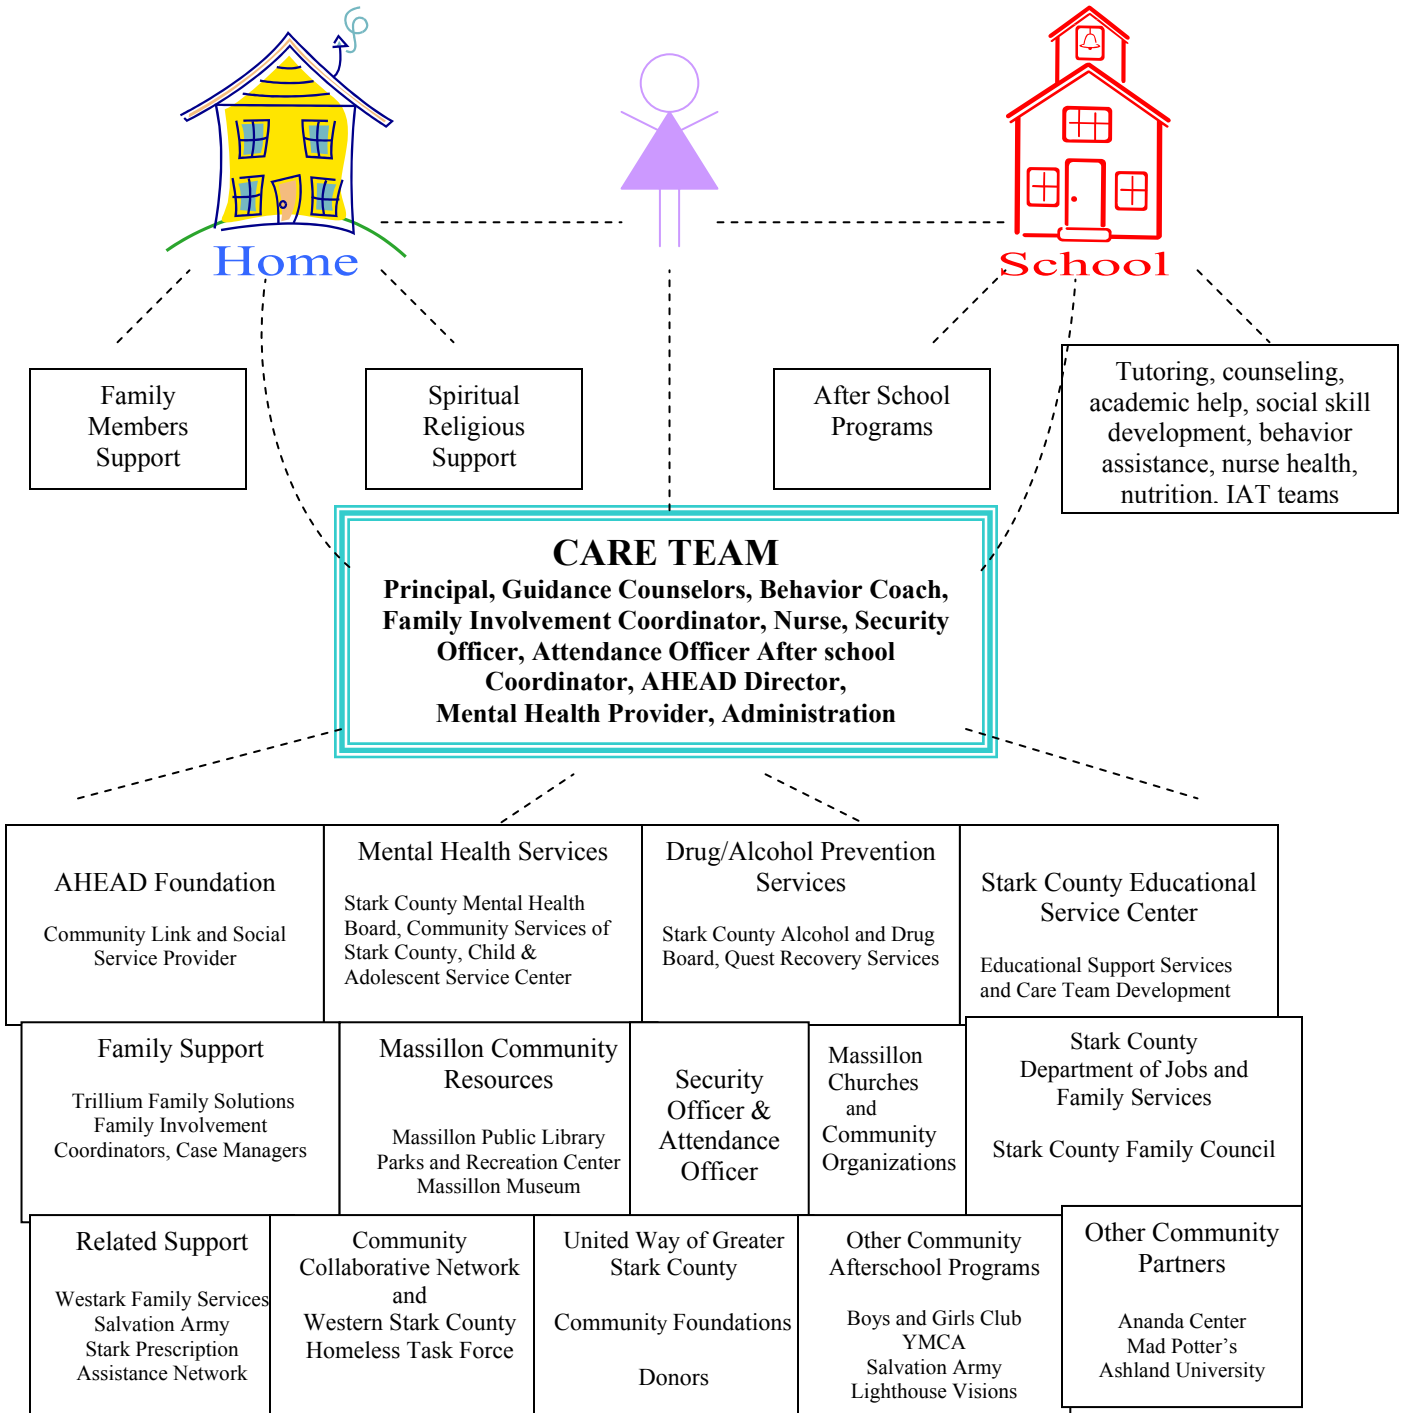 Home
School
Family
Members
Support
Spiritual
Religious
Support
After School
Programs
Tutoring, counseling,
academic help, social skill
development, behavior
assistance, nurse health,
nutrition. IAT teams
CARE TEAM
Principal, Guidance Counselors, Behavior Coach,
Family Involvement Coordinator, Nurse, Security
Officer, Attendance Officer After school
Coordinator, AHEAD Director,
Mental Health Provider, Administration
AHEAD Foundation
Community Link and Social
Service Provider
Mental Health Services
Stark County Mental Health
Board, Community Services of
Stark County, Child &
Adolescent Service Center
Drug/Alcohol Prevention
Services
Stark County Alcohol and Drug
Board, Quest Recovery Services
Stark County Educational
Service Center
Educational Support Services
and Care Team Development
Family Support
Trillium Family Solutions
Family Involvement
Coordinators, Case Managers
Massillon Community
Resources
Massillon Public Library
Parks and Recreation Center
Massillon Museum
Security
Officer &
Attendance
Officer
Massillon
Churches
and
Community
Organizations
Stark County
Department of Jobs and
Family Services
Stark County Family Council
Related Support
Westark Family Services
Salvation Army
Stark Prescription
Assistance Network
Community
Collaborative Network
and
Western Stark County
Homeless Task Force
United Way of Greater
Stark County
Community Foundations
Donors
Other Community
Afterschool Programs
Boys and Girls Club
YMCA
Salvation Army
Lighthouse Visions
Other Community
Partners
Ananda Center
Mad Potter’s
Ashland University